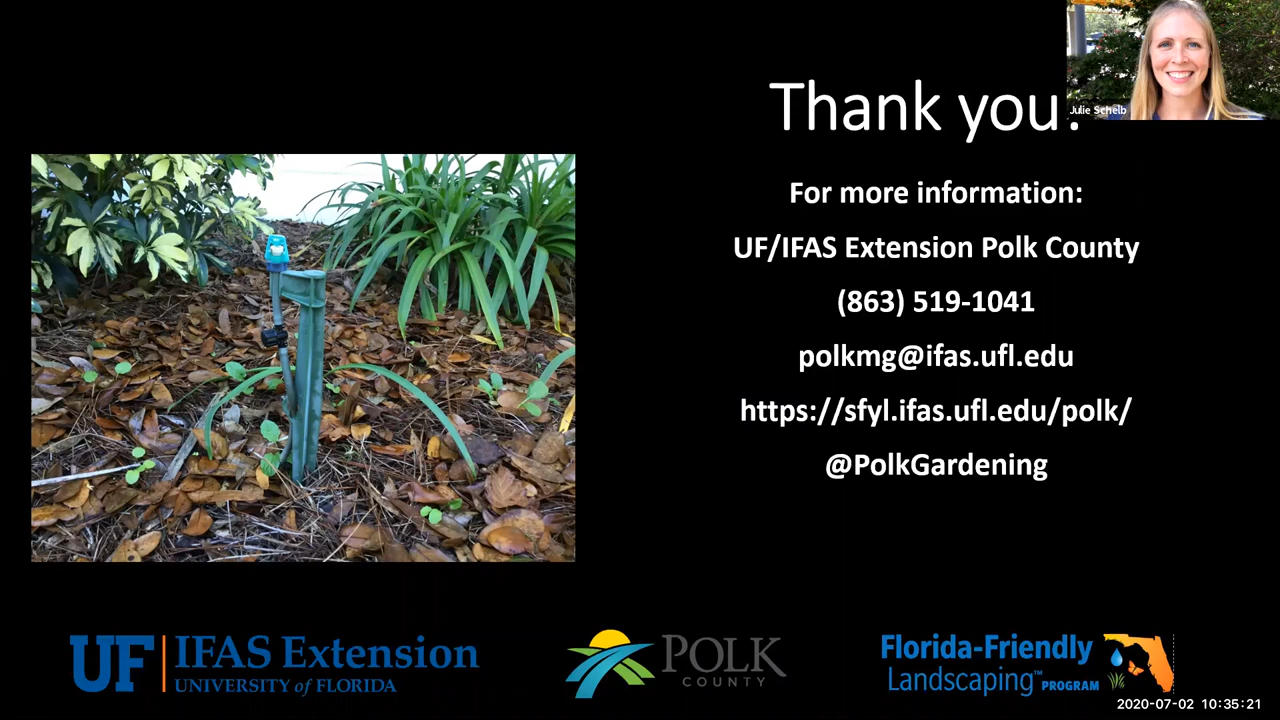 Thank you!
Julie Schelb
For more information:
UF/IFAS Extension Polk County
(863) 519-1041
polkmg@ifas.ufl.edu
https://sfyl.ifas.ufl.edu/polk/
@PolkGardening
UF IFAS Extension
UNIVERSITY of FLORIDA
POLK
COUNTY
Florida-Friendly
Landscaping™ PROGRAM
2020-07-02 10:35:21